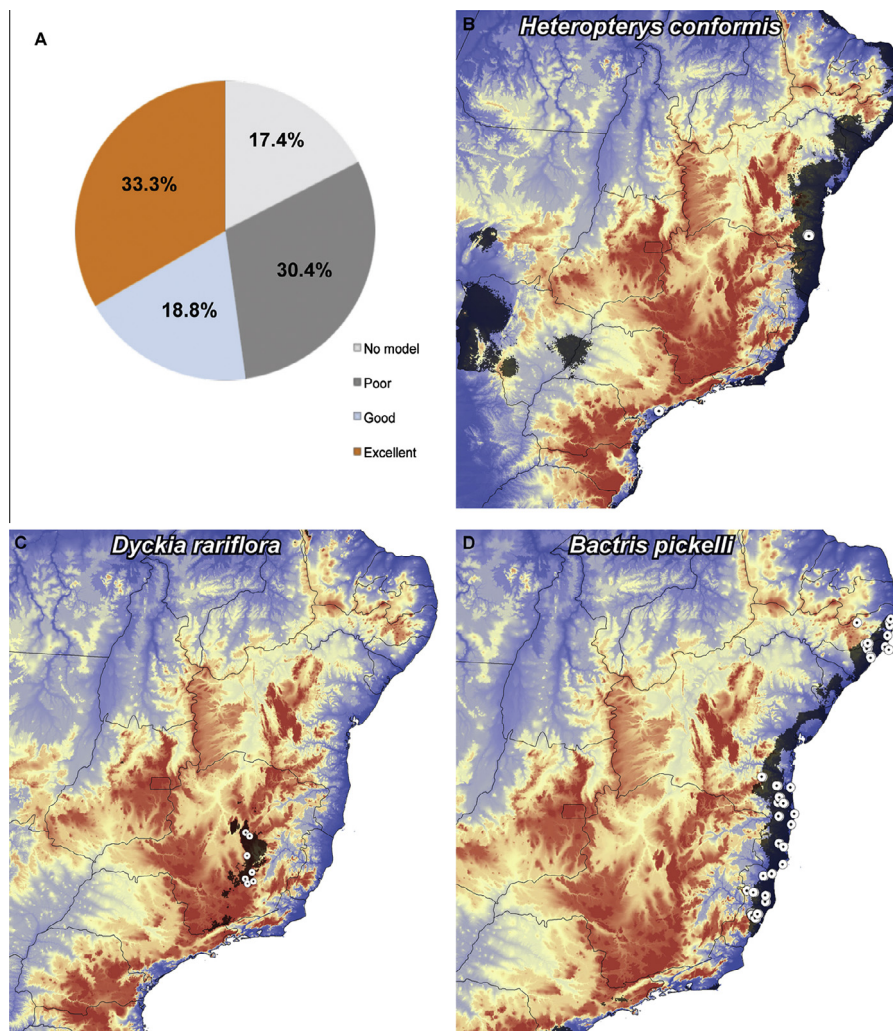 A
17.4%
33.3%
30.4%
18.8%
No model
Poor
Good
Excellent
B
Heteropterys conformis
C
Dyckia rariflora
D
Bactris pickelli